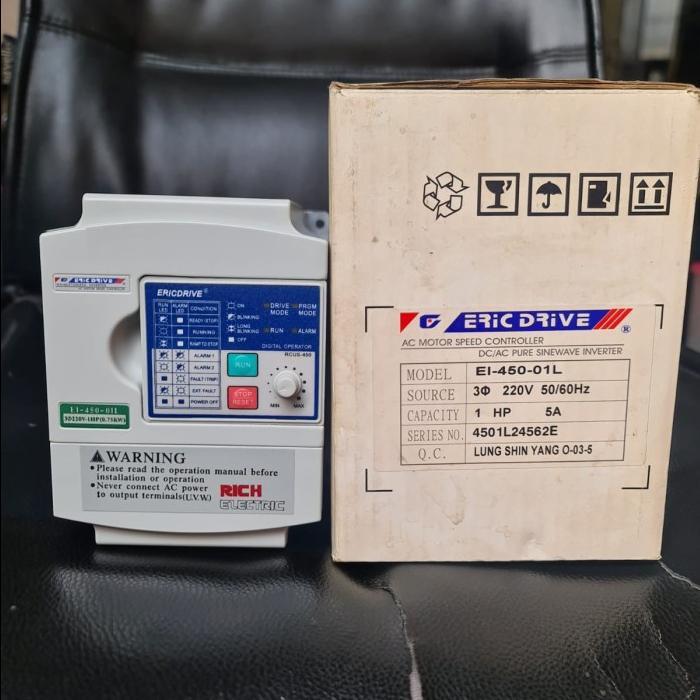 ERIC DRIVE
ERICDRIVE®
RUN LED ALARM LED CONDITION
READY (STOP)
RUNNING
RAMP TO STOP
ALARM 1
ALARM 2
FAULT (TRIP)
EXT. FAULT
POWER OFF
ON
BLINKING
LONG BLINKING
OFF
DRIVE MODE
PRGM MODE
RUN
ALARM
DIGITAL OPERATOR
RCUS-450
RUN
STOP
RESET
MIN MAX
EI-450-01L
3D220V-1HP(0.75KW)
WARNING
•Please read the operation manual before
installation or operation
•Never connect AC power
to output terminals(U.V.W)
RICH
ELECTRIC
ERIC DRIVE ®
AC MOTOR SPEED CONTROLLER
DC/AC PURE SINEWAVE INVERTER
MODEL EI-450-01L
SOURCE 3Φ 220V 50/60Hz
CAPACITY 1 HP 5A
SERIES NO. 4501L24562E
Q.C. LUNG SHIN YANG O-03-5